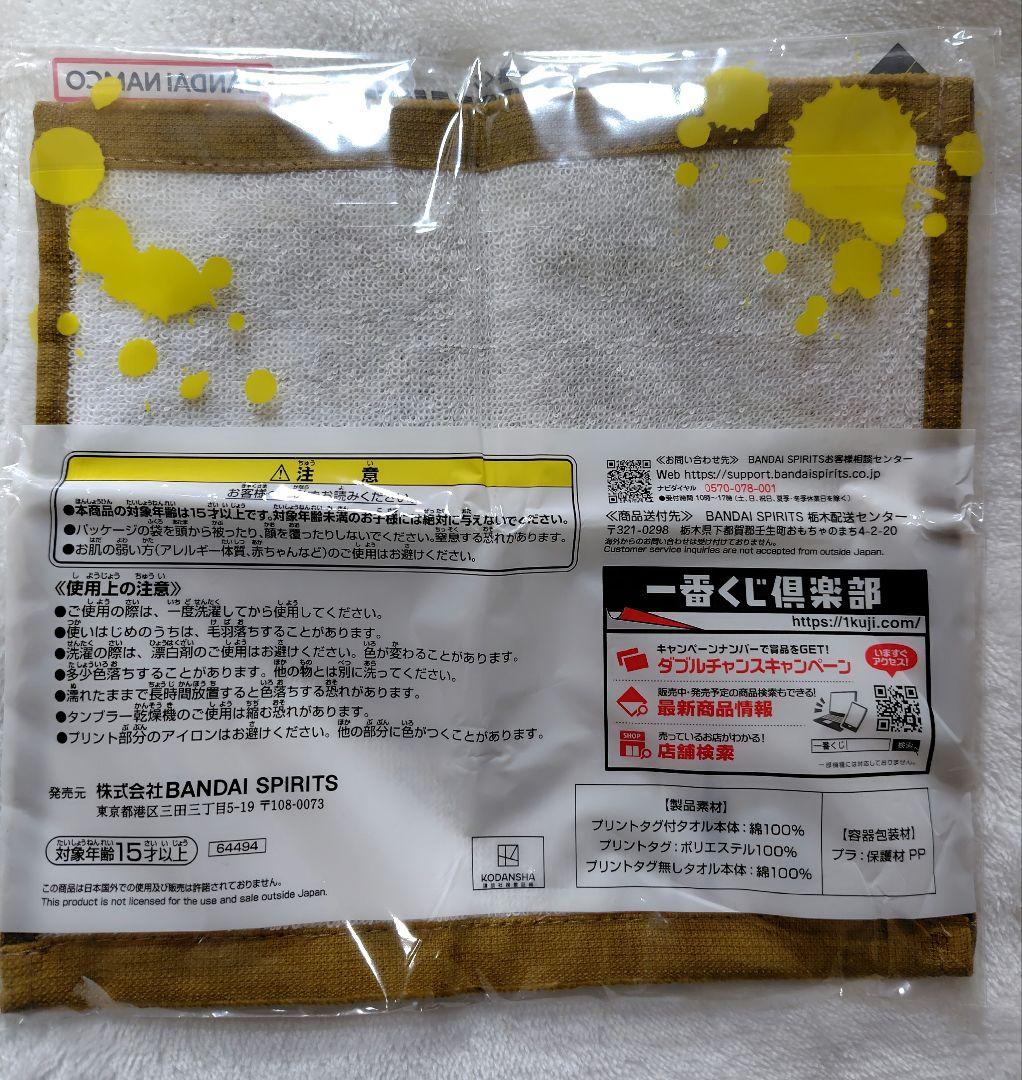 BANDAI NAMCO
⚠注意
お客様 お読みください。
●本商品の対象年齢は15才以上です。対象年齢未満のお子様には絶対に与えないでください。
●パッケージの袋を頭から被ったり、顔を覆ったりしないでください。窒息する恐れがあります。
●お肌の弱い方(アレルギー体質、赤ちゃんなど)のご使用はお避けください。
《使用上の注意》
●ご使用の際は、一度洗濯してから使用してください。
●使いはじめのうちは、毛羽落ちすることがあります。
●洗濯の際は、漂白剤のご使用はお避けください。色が変わることがあります。
●多少色落ちすることがあります。他の物とは別に洗ってください。
●濡れたままで長時間放置すると色落ちする恐れがあります。
●タンブラー乾燥機のご使用は縮む恐れがあります。
●プリント部分のアイロンはお避けください。他の部分に色がつくことがあります。
発売元 株式会社BANDAI SPIRITS
東京都港区三田三丁目5-19 〒108-0073
対象年齢15才以上
64494
この商品は日本国外での使用及び販売は許諾されておりません。
This product is not licensed for the use and sale outside Japan.
KODANSHA
《お問い合わせ先》 BANDAI SPIRITSお客様相談センター
Web https://support.bandaispirits.co.jp
ナビダイヤル 0570-078-001
●受付時間 10時〜17時(土、日、祝日、夏季・冬季休業日を除く)
《商品送付先》 BANDAI SPIRITS 栃木配送センター
〒321-0298 栃木県下都賀郡壬生町おもちゃのまち4-2-20
海外からのお問い合わせは受け付けておりません。
Customer service inquiries are not accepted from outside Japan.
一番くじ倶楽部
https://1kuji.com/
キャンペーンナンバーで賞品をGET!
ダブルチャンスキャンペーン
いますぐ
アクセス!
販売中・発売予定の商品検索もできる!
最新商品情報
SHOP
売っているお店がわかる!
店舗検索
一番くじ
検索
一部機種には対応しておりません。
【製品素材】
プリントタグ付タオル本体:綿100%
プリントタグ:ポリエステル100%
プリントタグ無しタオル本体:綿100%
【容器包装材】
プラ:保護材 PP